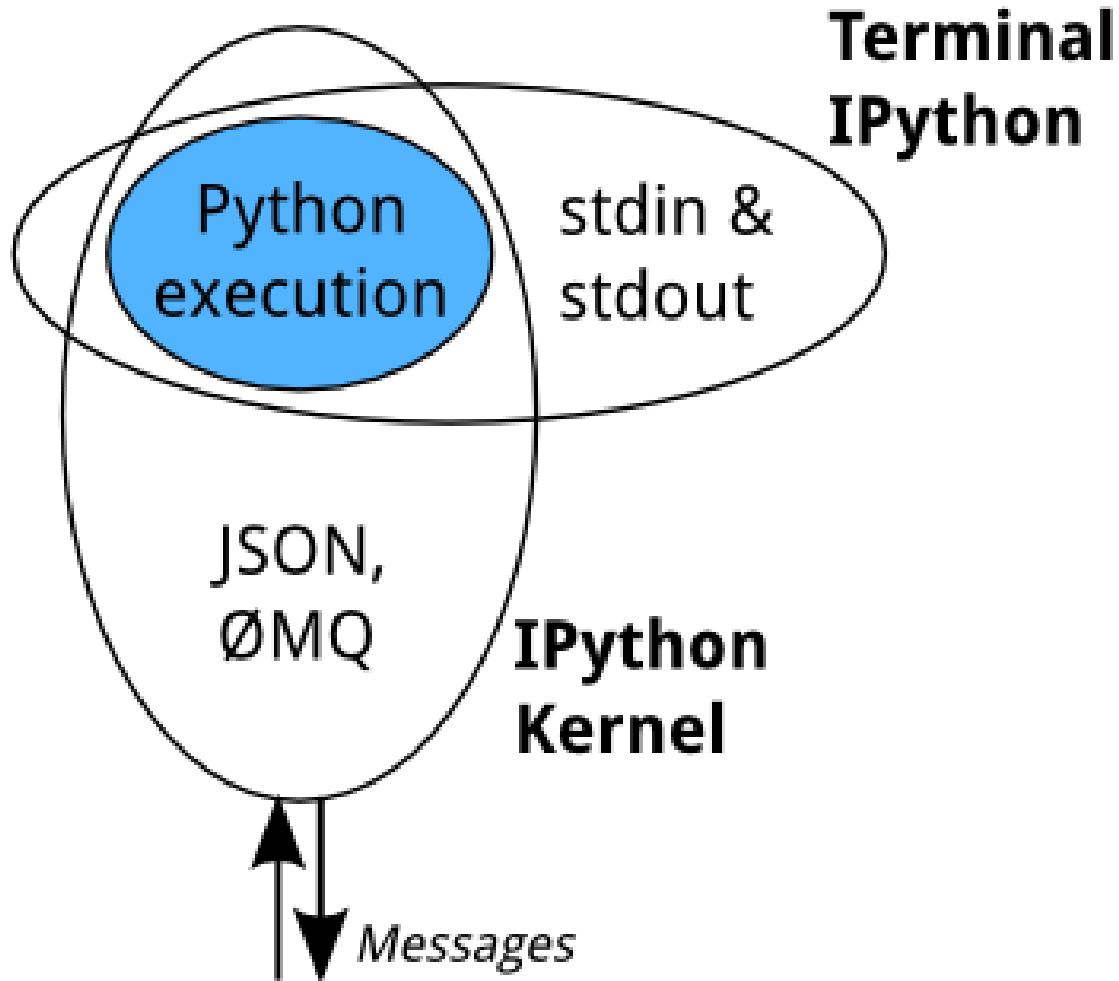 Terminal
IPython
Python
execution
stdin &
stdout
JSON,
ØMQ
IPython
Kernel
Messages